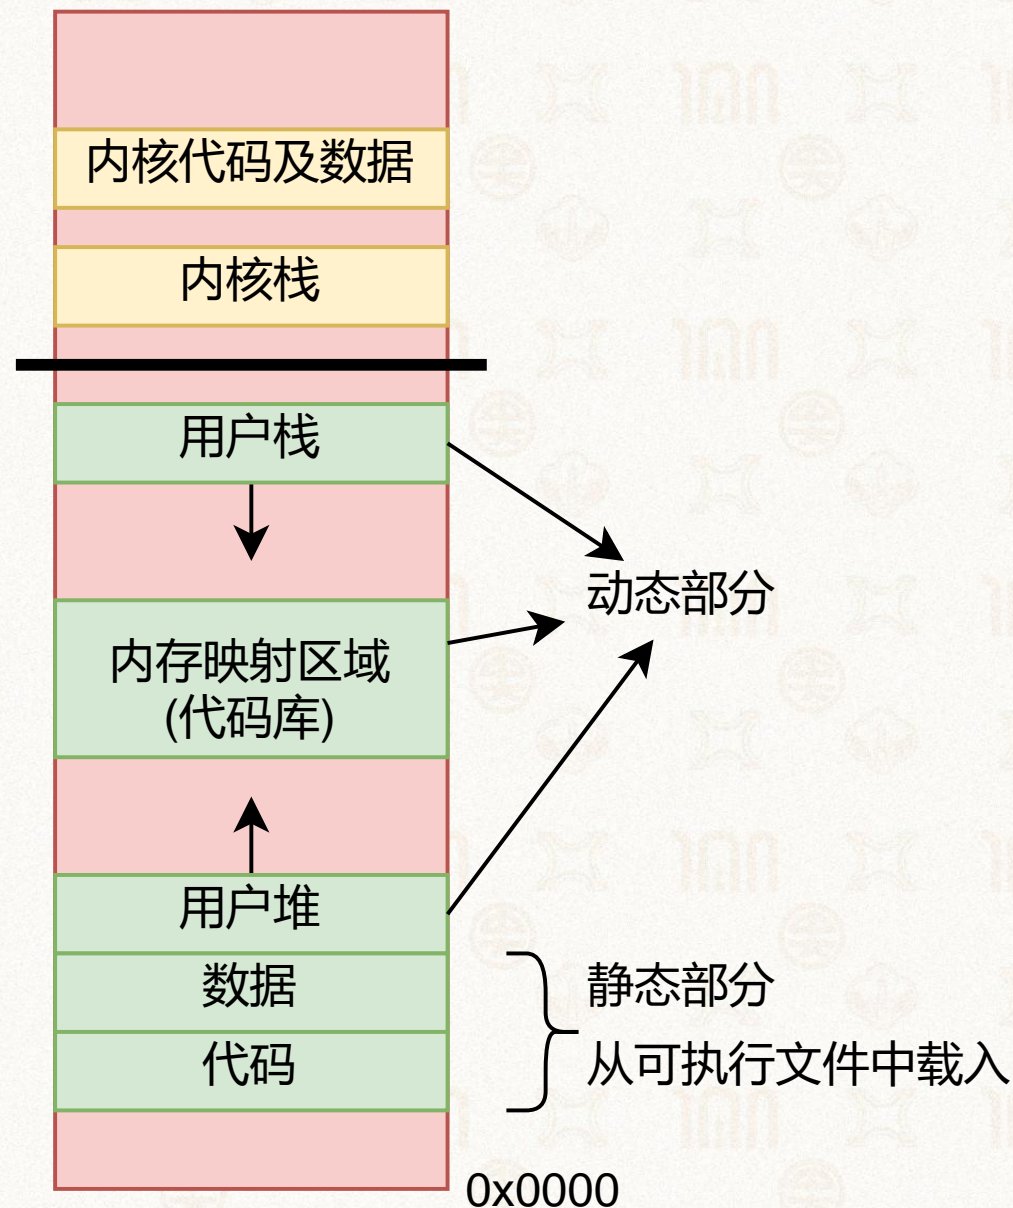 内核代码及数据
内核栈
用户栈
动态部分
内存映射区域
(代码库)
用户堆
数据
静态部分
代码
从可执行文件中载入
0x0000